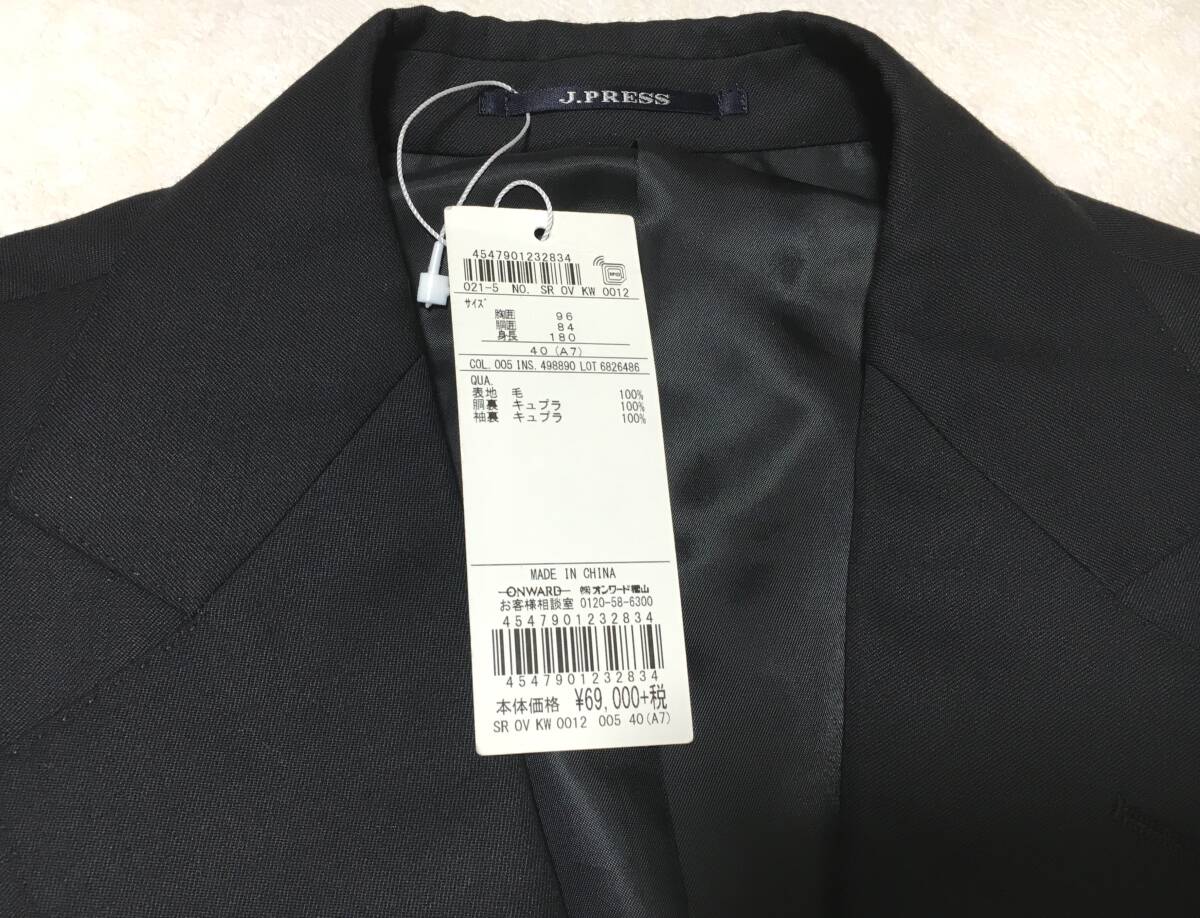 J.PRESS
4547901232834
021-5 NO. SR OV KW 0012
サイズ
胸囲 96
胴囲 84
身長 180
40(A7)
COL. 005 INS. 498890 LOT 6826486
QUA.
表地 毛 100%
胴裏 キュプラ 100%
袖裏 キュプラ 100%
MADE IN CHINA
ONWARD ㈱オンワード樫山
お客様相談室 0120-58-6300
4547901232834
4547901232834
本体価格 ¥69,000+税
SR OV KW 0012 005 40(A7)